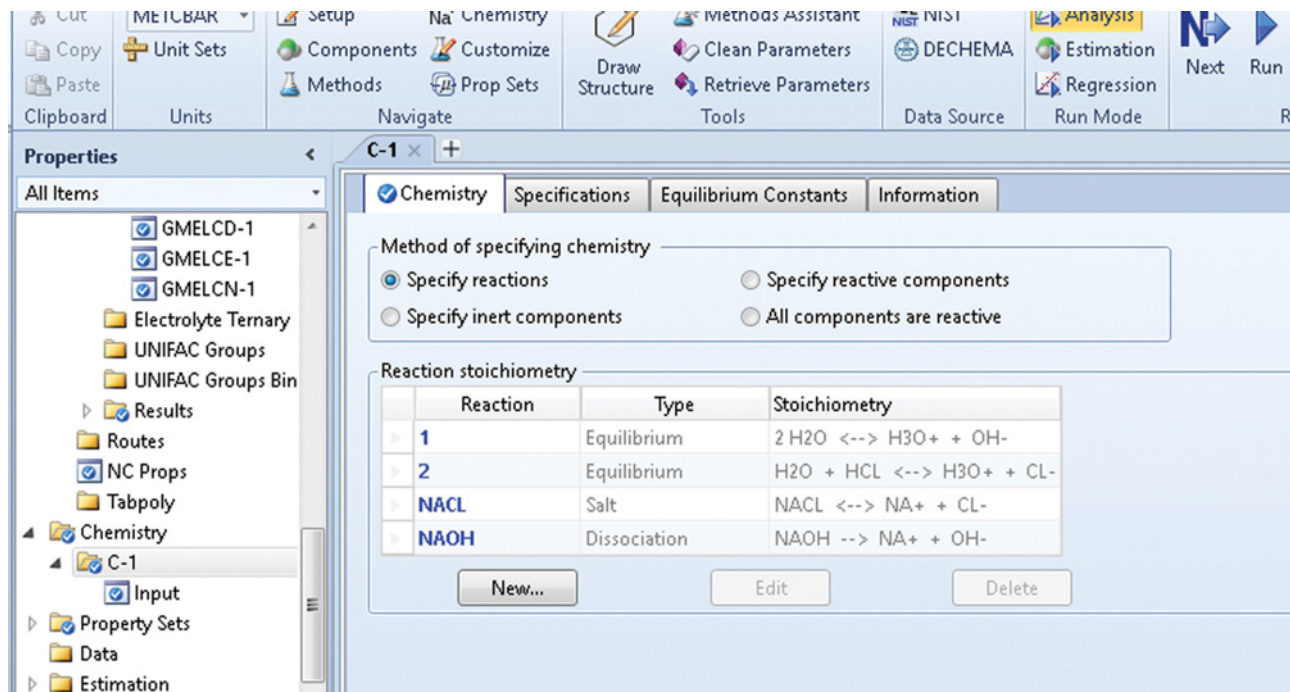 Cut METCBAR Setup Na+ Chemistry Methods Assistant NIST NIST Analysis
Copy Unit Sets Components Customize Clean Parameters DECHEMA Estimation
Paste Methods Prop Sets Draw Structure Retrieve Parameters Regression Next Run
Clipboard Units Navigate Tools Data Source Run Mode R
Properties
All Items
GMELCD-1
GMELCE-1
GMELCN-1
Electrolyte Ternary
UNIFAC Groups
UNIFAC Groups Bin
Results
Routes
NC Props
Tabpoly
Chemistry
C-1
Input
Property Sets
Data
Estimation
C-1
Chemistry Specifications Equilibrium Constants Information
Method of specifying chemistry
Specify reactions Specify reactive components
Specify inert components All components are reactive
Reaction stoichiometry
Reaction Type Stoichiometry
1 Equilibrium 2 H2O <--> H3O+ + OH-
2 Equilibrium H2O + HCL <--> H3O+ + CL-
NACL Salt NACL <--> NA+ + CL-
NAOH Dissociation NAOH --> NA+ + OH-
New... Edit Delete